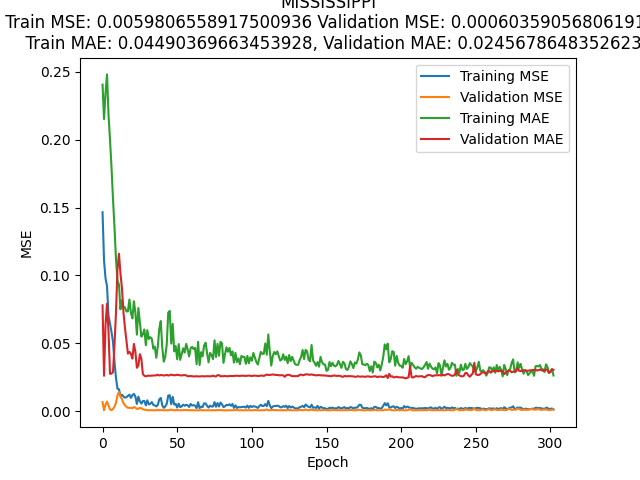 MISSISSIPPI
Train MSE: 0.0059806558917500936 Validation MSE: 0.00060359056806191
Train MAE: 0.04490369663453928, Validation MAE: 0.0245678648352623
0.25
0.20
0.15
0.10
0.05
0.00
MSE
Training MSE
Validation MSE
Training MAE
Validation MAE
0
50
100
150
200
250
300
Epoch